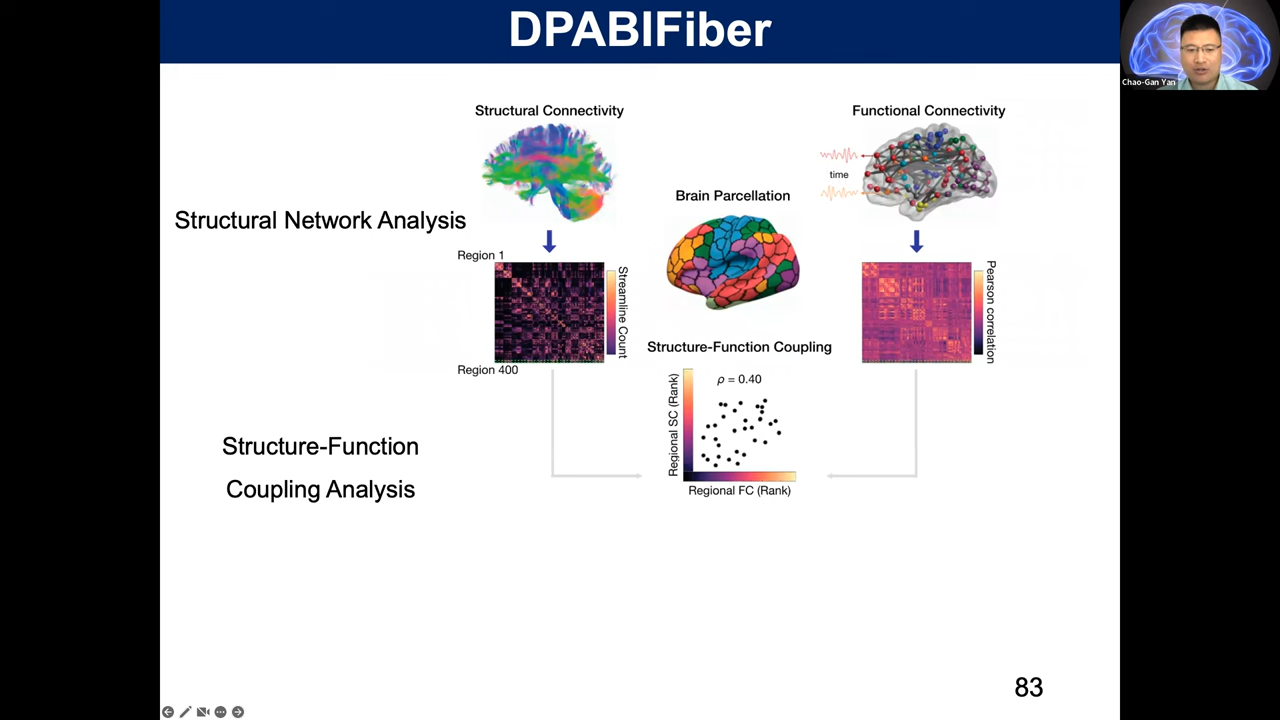 DPABIFiber
Chao-Gan Yan
Structural Connectivity
Functional Connectivity
time
Brain Parcellation
Structural Network Analysis
Region 1
Streamline Count
Pearson correlation
Region 400
Structure-Function Coupling
ρ = 0.40
Regional SC (Rank)
Regional FC (Rank)
Structure-Function
Coupling Analysis
83